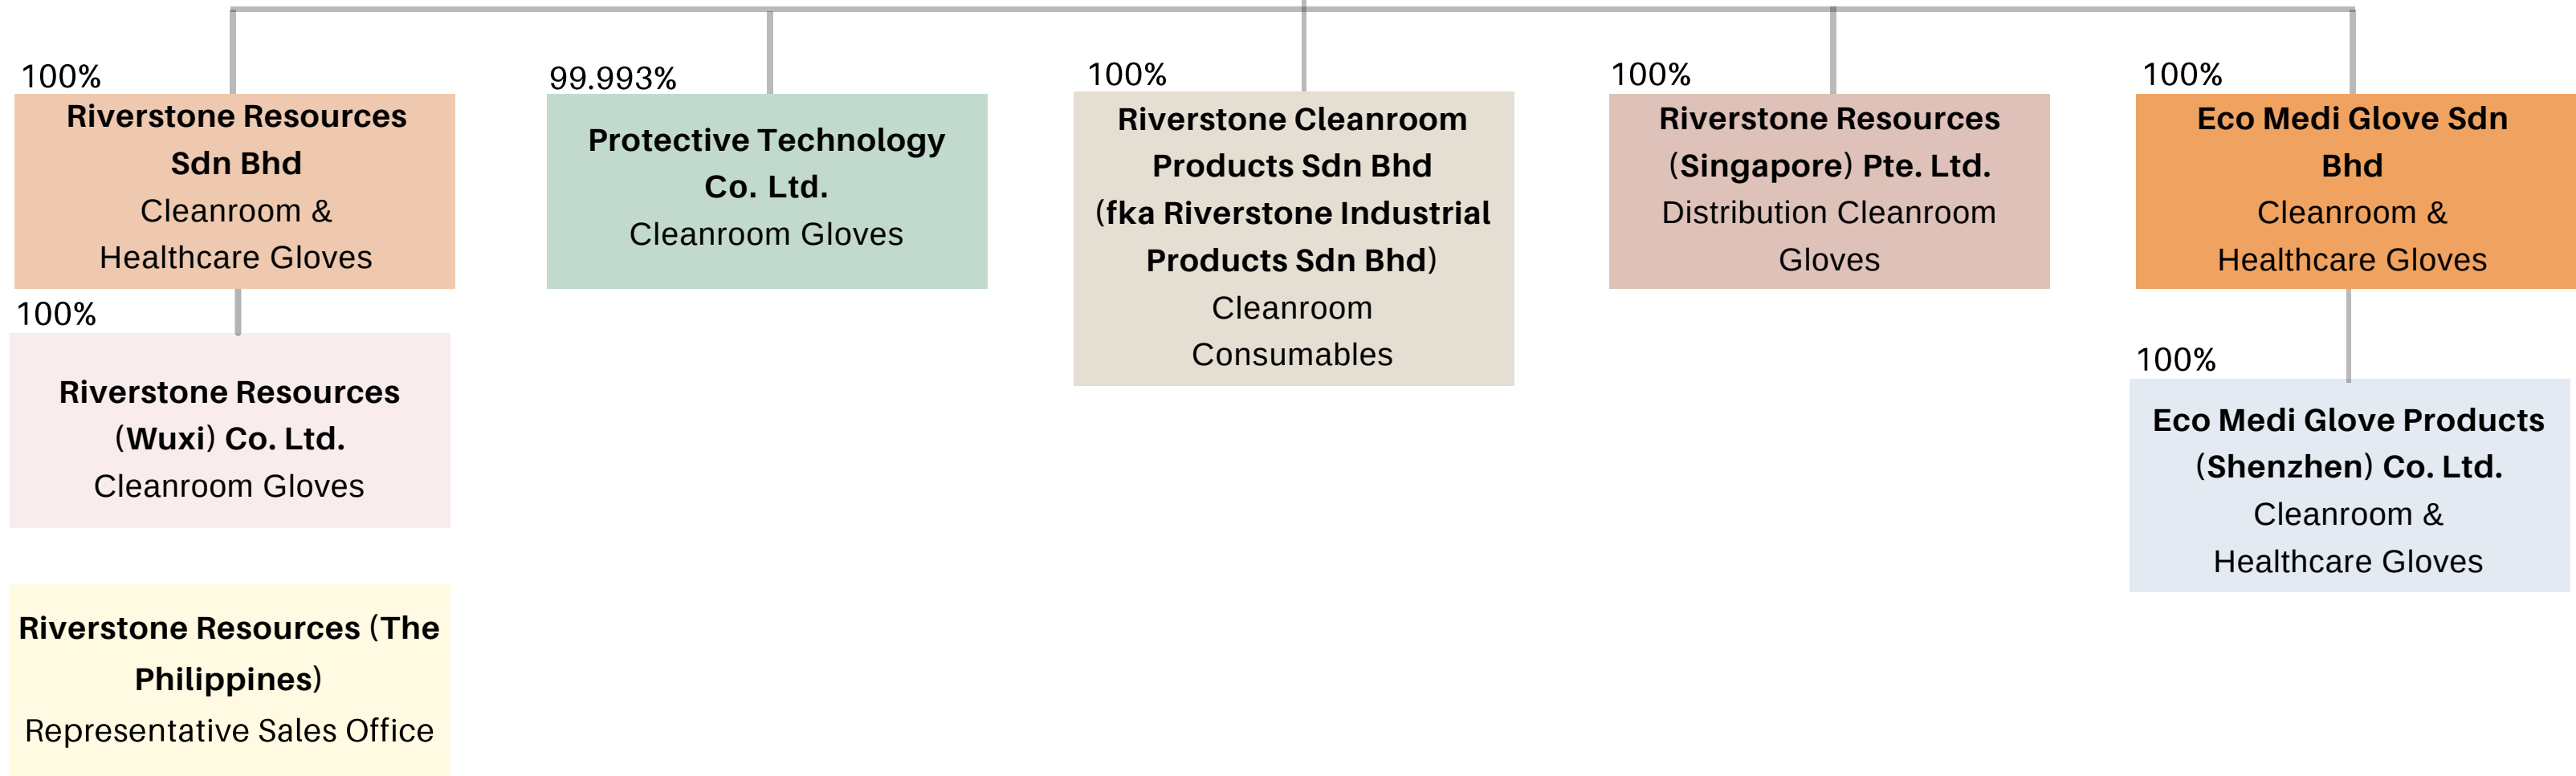 100%
Riverstone Resources
Sdn Bhd
Cleanroom &
Healthcare Gloves
100%
Riverstone Resources
(Wuxi) Co. Ltd.
Cleanroom Gloves
Riverstone Resources (The
Philippines)
Representative Sales Office
99.993%
Protective Technology
Co. Ltd.
Cleanroom Gloves
100%
Riverstone Cleanroom
Products Sdn Bhd
(fka Riverstone Industrial
Products Sdn Bhd)
Cleanroom
Consumables
100%
Riverstone Resources
(Singapore) Pte. Ltd.
Distribution Cleanroom
Gloves
100%
Eco Medi Glove Sdn
Bhd
Cleanroom &
Healthcare Gloves
100%
Eco Medi Glove Products
(Shenzhen) Co. Ltd.
Cleanroom &
Healthcare Gloves